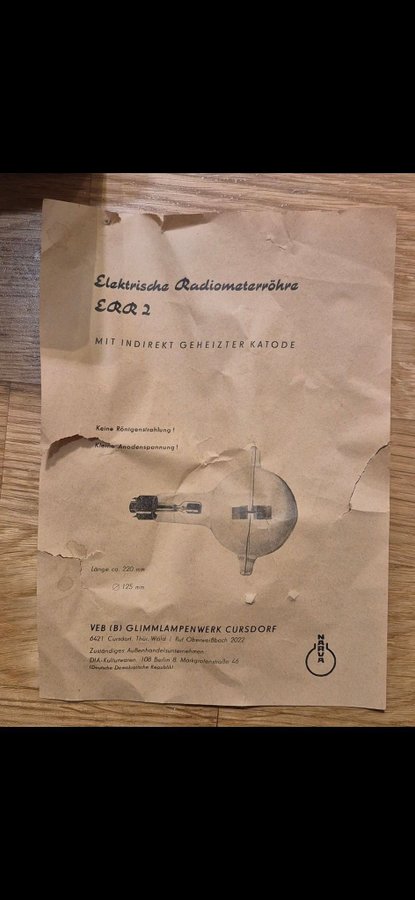 Elektrische Radiometerröhre
ERR 2
MIT INDIREKT GEHEIZTER KATODE
Keine Röntgenstrahlung!
Kleine Anodenspannung!
Länge ca. 220 mm
∅ 125 mm
VEB (B) GLIMMLAMPENWERK CURSDORF
6421 Cursdorf, Thür. Wald / Ruf Oberweißbach 2022
Zuständiges Außenhandelsunternehmen:
DIA-Kulturwaren, 108 Berlin 8, Markgrafenstraße 46
(Deutsche Demokratische Republik)
NARVA